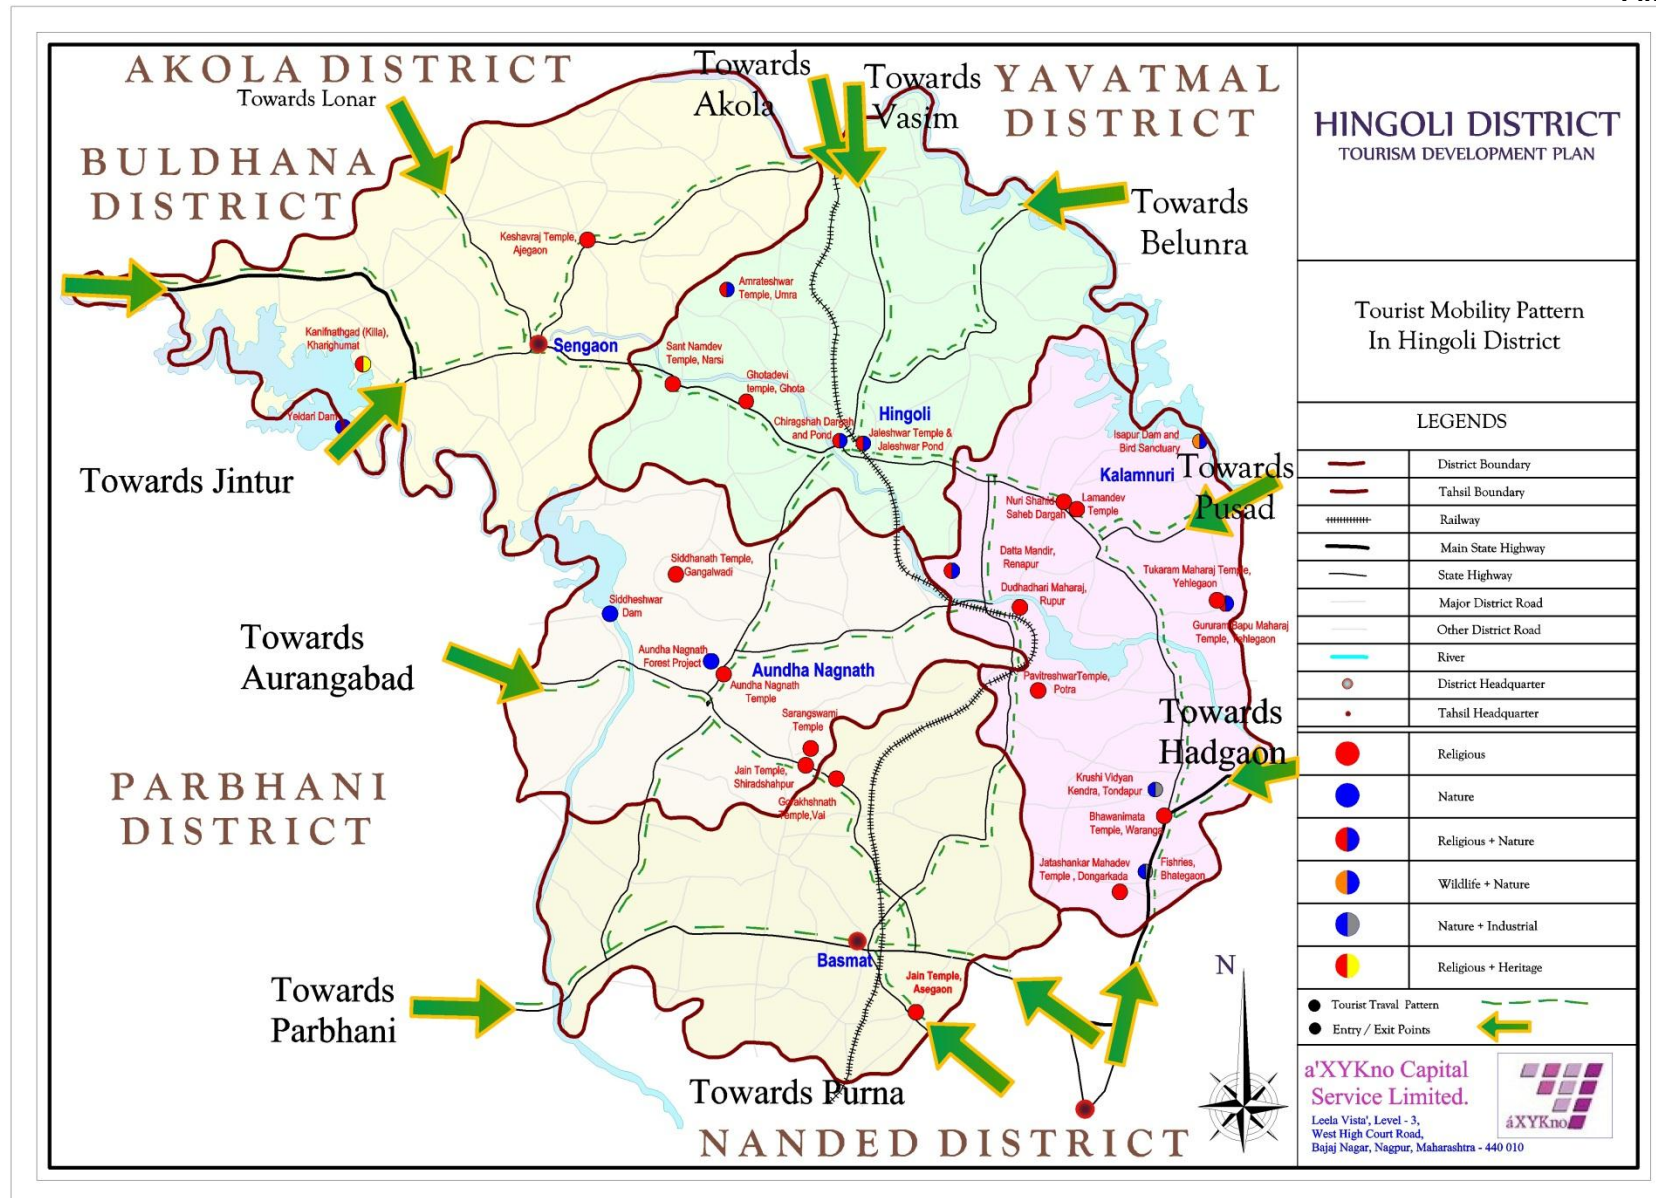 AKOLA DISTRICT
Towards Lonar
Towards
Akola
Towards
Vasim
YAVATMAL
DISTRICT
BULDHANA
DISTRICT
Towards
Belunra
Keshavraj Temple,
Ajegaon
Amrateshwar
Temple, Umra
Kanifnathgad (Killa),
Kharighumat
Sengaon
Sant Namdev
Temple, Narsi
Ghotadevi
temple, Ghota
Yeldari Dam
Chiragshah Dargah
and Pond
Hingoli
Jaleshwar Temple &
Jaleshwar Pond
Isapur Dam and
Bird Sanctuary
Kalamnuri
Towards
Pusad
Towards Jintur
Nuri Shahid
Saheb Dargah
Lamandev
Temple
Siddhanath Temple,
Gangalwadi
Datta Mandir,
Renapur
Tukaram Maharaj Temple,
Yehlegaon
Dudhadhari Maharaj,
Rupur
Siddheshwar
Dam
Gururam Bapu Maharaj
Temple, Yehlegaon
Towards
Aurangabad
Aundha Nagnath
Forest Project
Aundha Nagnath
Aundha Nagnath
Temple
PavitreshwarTemple,
Potra
Sarangswami
Temple
Towards
Hadgaon
Jain Temple,
Shiradshahpur
Gorakhshnath
Temple,Vai
Krushi Vidyan
Kendra, Tondapur
Bhawanimata
Temple, Waranga
PARBHANI
DISTRICT
Jatashankar Mahadev
Temple , Dongarkada
Fishries,
Bhategaon
Basmat
Jain Temple,
Asegaon
Towards
Parbhani
Towards Purna
NANDED DISTRICT
N
HINGOLI DISTRICT
TOURISM DEVELOPMENT PLAN
Tourist Mobility Pattern
In Hingoli District
LEGENDS
District Boundary
Tahsil Boundary
Railway
Main State Highway
State Highway
Major District Road
Other District Road
River
District Headquarter
Tahsil Headquarter
Religious
Nature
Religious + Nature
Wildlife + Nature
Nature + Industrial
Religious + Heritage
Tourist Traval Pattern
Entry / Exit Points
a'XYKno Capital
Service Limited.
Leela Vista', Level - 3,
West High Court Road,
Bajaj Nagar, Nagpur, Maharashtra - 440 010
áXYKno